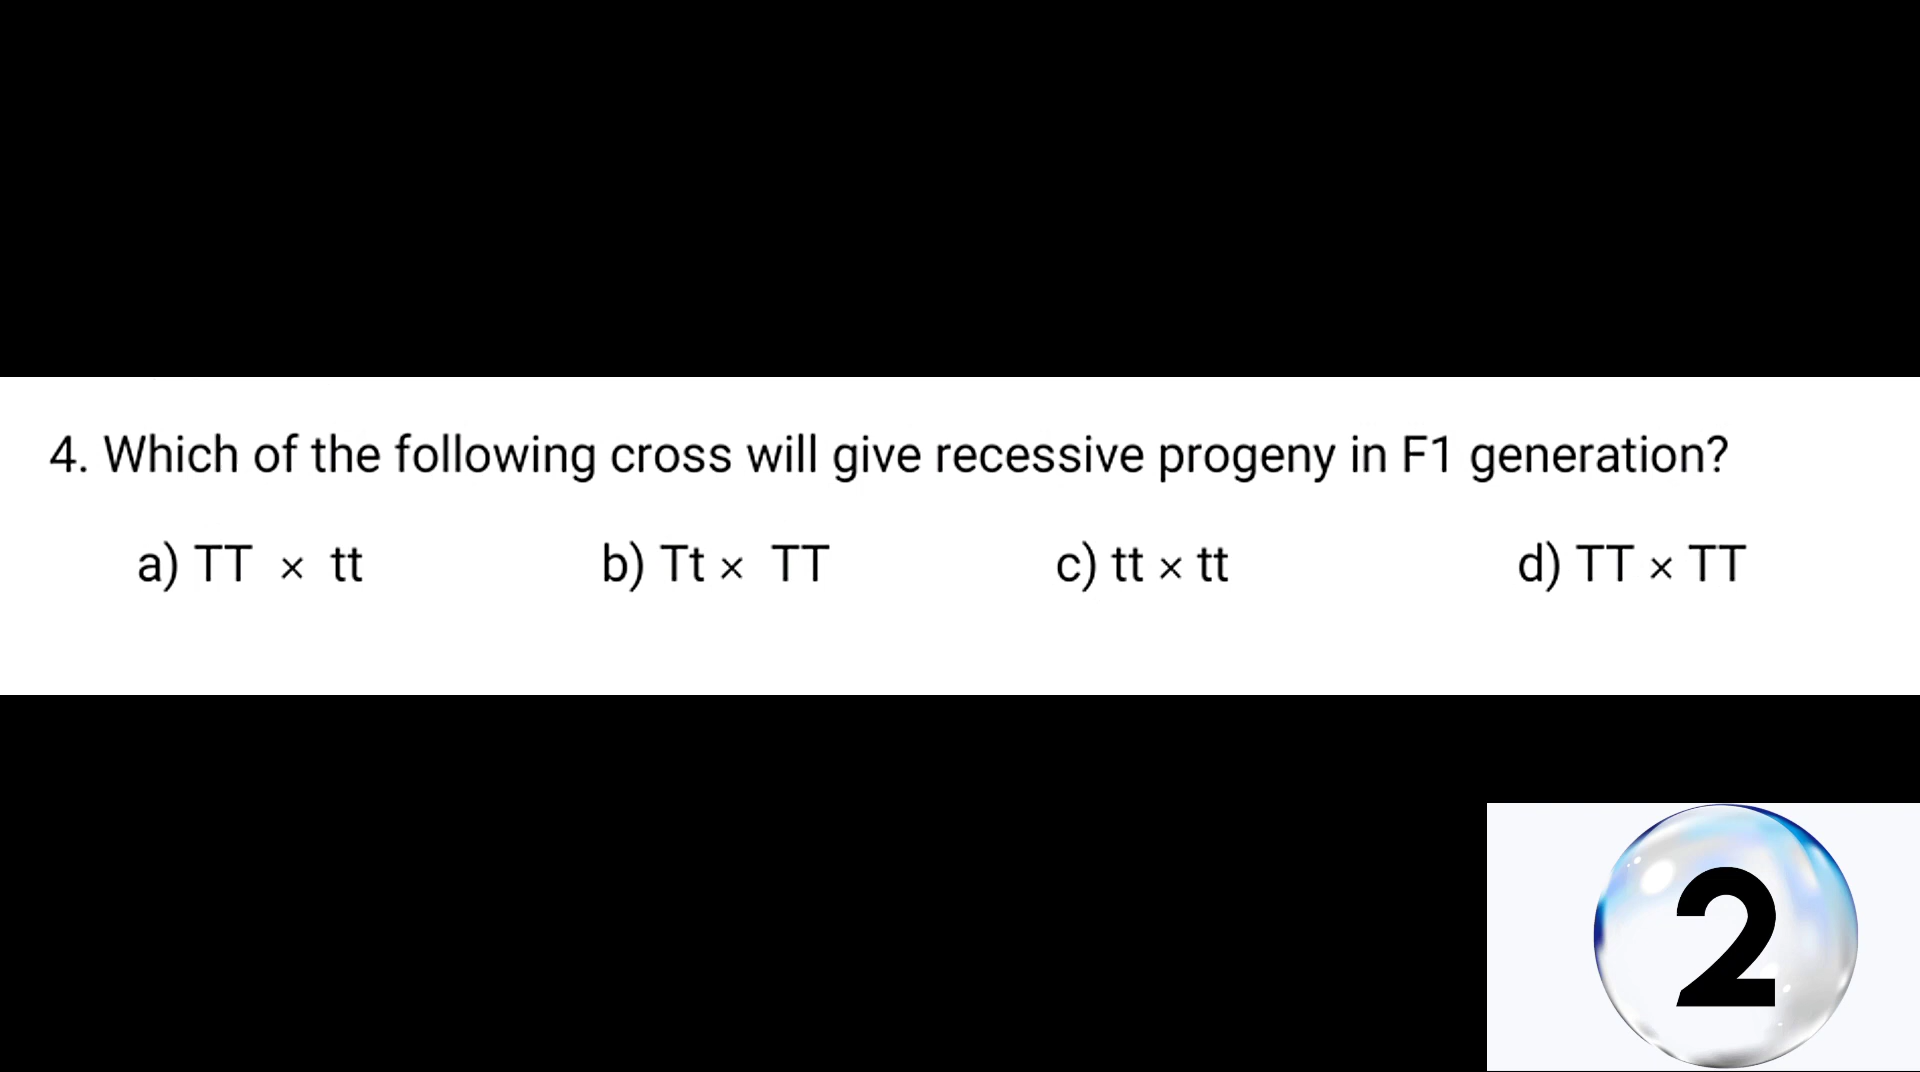 4. Which of the following cross will give recessive progeny in F1 generation?
a) TT × tt b) Tt × TT c) tt × tt d) TT × TT
2